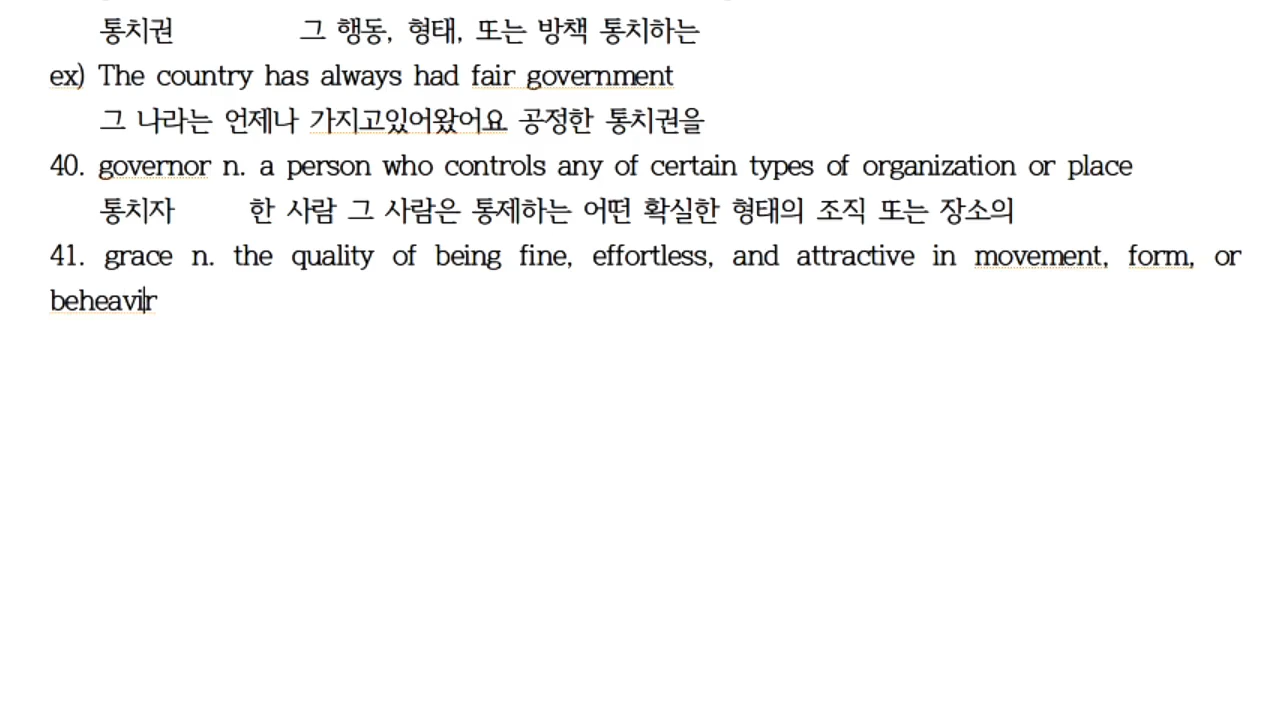 통치권 그 행동, 형태, 또는 방책 통치하는
ex) The country has always had fair government
그 나라는 언제나 가지고있어왔어요 공정한 통치권을
40. governor n. a person who controls any of certain types of organization or place
통치자 한 사람 그 사람은 통제하는 어떤 확실한 형태의 조직 또는 장소의
41. grace n. the quality of being fine, effortless, and attractive in movement, form, or
beheavir